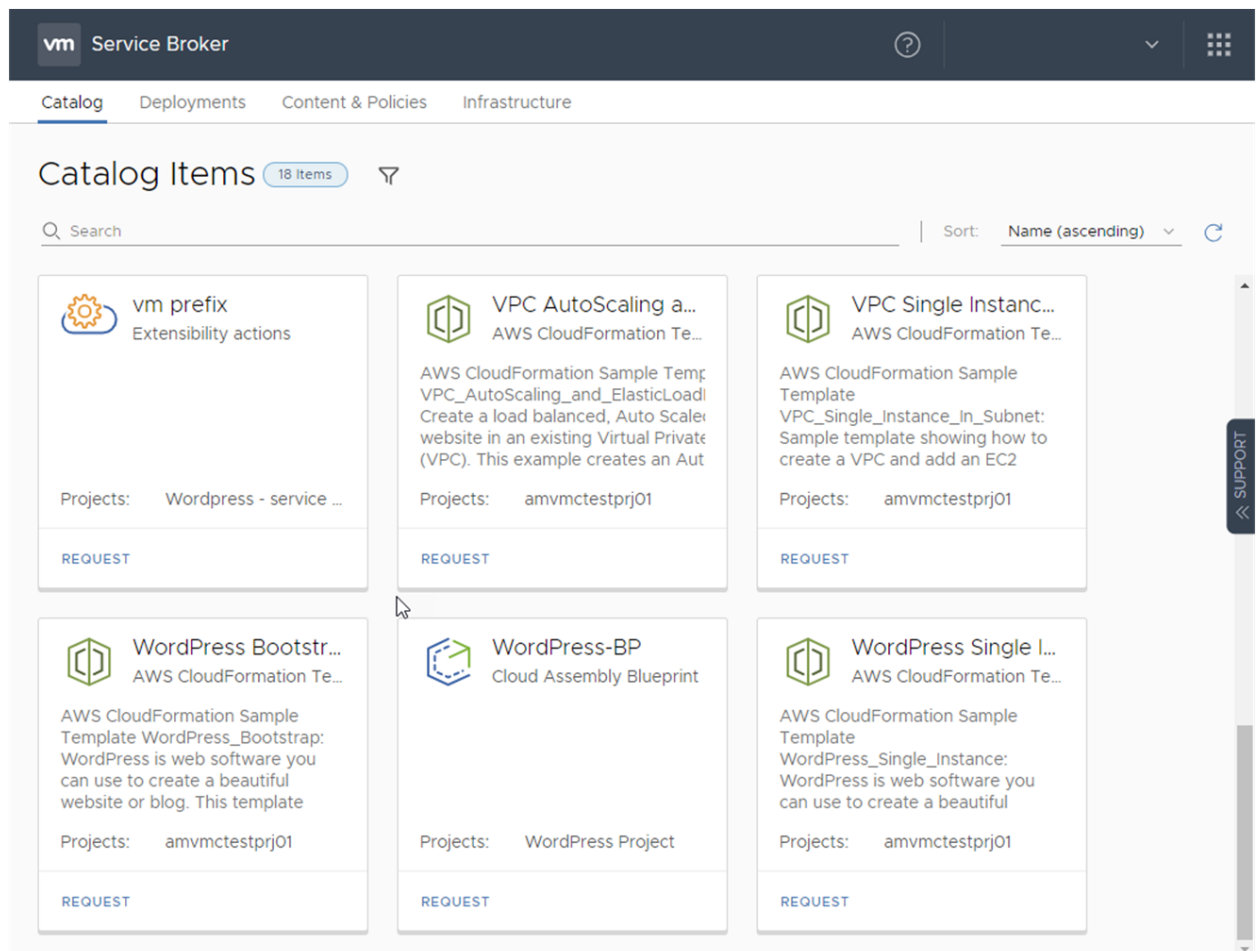 vm Service Broker
Catalog Deployments Content & Policies Infrastructure
Catalog Items 18 Items
Search Sort: Name (ascending)
vm prefix
Extensibility actions
Projects: Wordpress - service ...
REQUEST
VPC AutoScaling a...
AWS CloudFormation Te...
AWS CloudFormation Sample Temp
VPC_AutoScaling_and_ElasticLoad
Create a load balanced, Auto Scale
website in an existing Virtual Private
(VPC). This example creates an Aut
Projects: amvmctestprj01
REQUEST
VPC Single Instanc...
AWS CloudFormation Te...
AWS CloudFormation Sample
Template
VPC_Single_Instance_In_Subnet:
Sample template showing how to
create a VPC and add an EC2
Projects: amvmctestprj01
REQUEST
SUPPORT
WordPress Bootstr...
AWS CloudFormation Te...
AWS CloudFormation Sample
Template WordPress_Bootstrap:
WordPress is web software you
can use to create a beautiful
website or blog. This template
Projects: amvmctestprj01
REQUEST
WordPress-BP
Cloud Assembly Blueprint
Projects: WordPress Project
REQUEST
WordPress Single I...
AWS CloudFormation Te...
AWS CloudFormation Sample
Template
WordPress_Single_Instance:
WordPress is web software you
can use to create a beautiful
Projects: amvmctestprj01
REQUEST